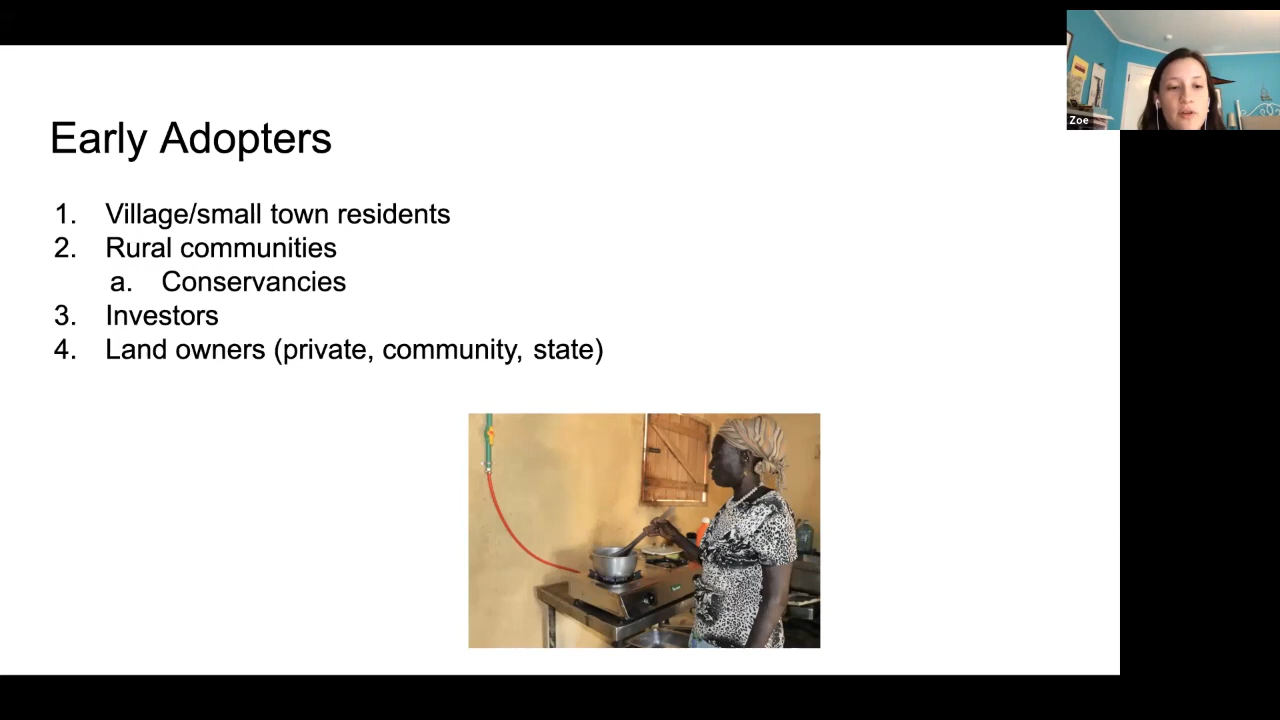 Early Adopters
1. Village/small town residents
2. Rural communities
a. Conservancies
3. Investors
4. Land owners (private, community, state)
Zoe